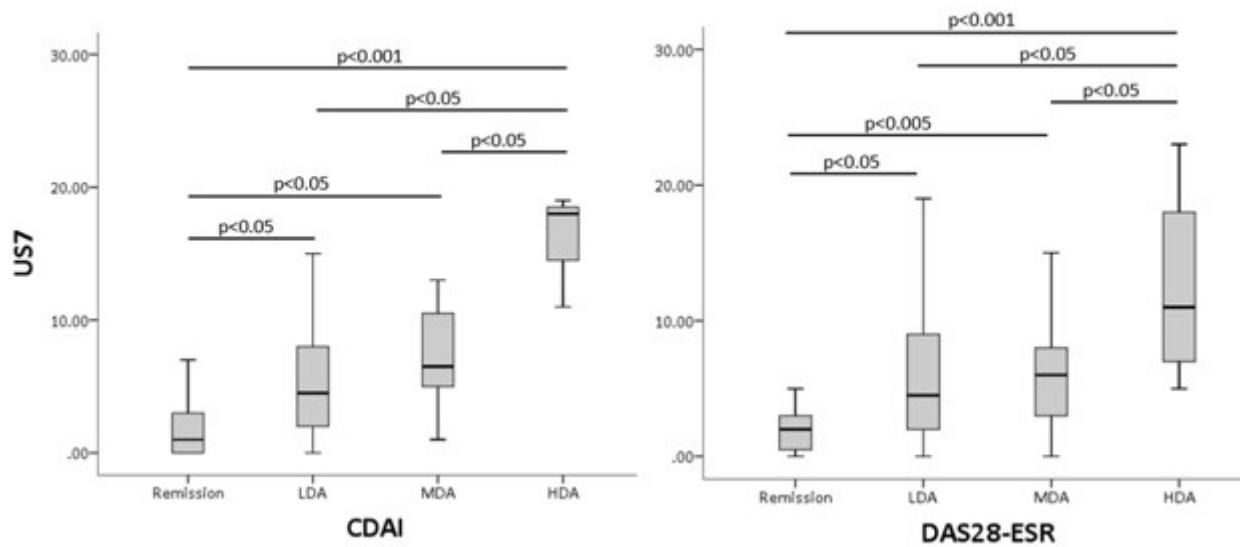 30.00
20.00
10.00
.00
US7
p<0.001
p<0.05
p<0.05
p<0.05
p<0.05
Remission LDA MDA HDA
CDAI
30.00
20.00
10.00
.00
p<0.001
p<0.05
p<0.05
p<0.005
p<0.05
Remission LDA MDA HDA
DAS28-ESR